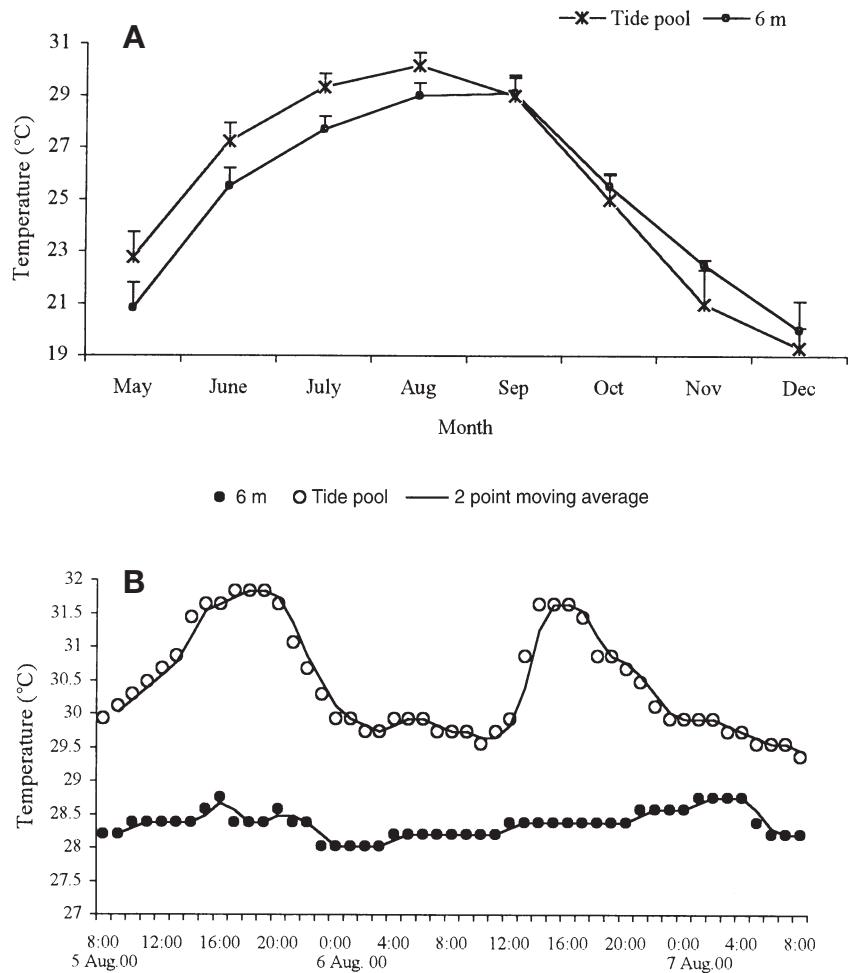 Tide pool 6 m
A
31
29
27
25
23
21
19
Temperature (°C)
May June July Aug Sep Oct Nov Dec
Month
6 m Tide pool 2 point moving average
B
32
31.5
31
30.5
30
29.5
29
28.5
28
27.5
27
Temperature (°C)
8:00 12:00 16:00 20:00 0:00 4:00 8:00 12:00 16:00 20:00 0:00 4:00 8:00
5 Aug.00 6 Aug. 00 7 Aug.00